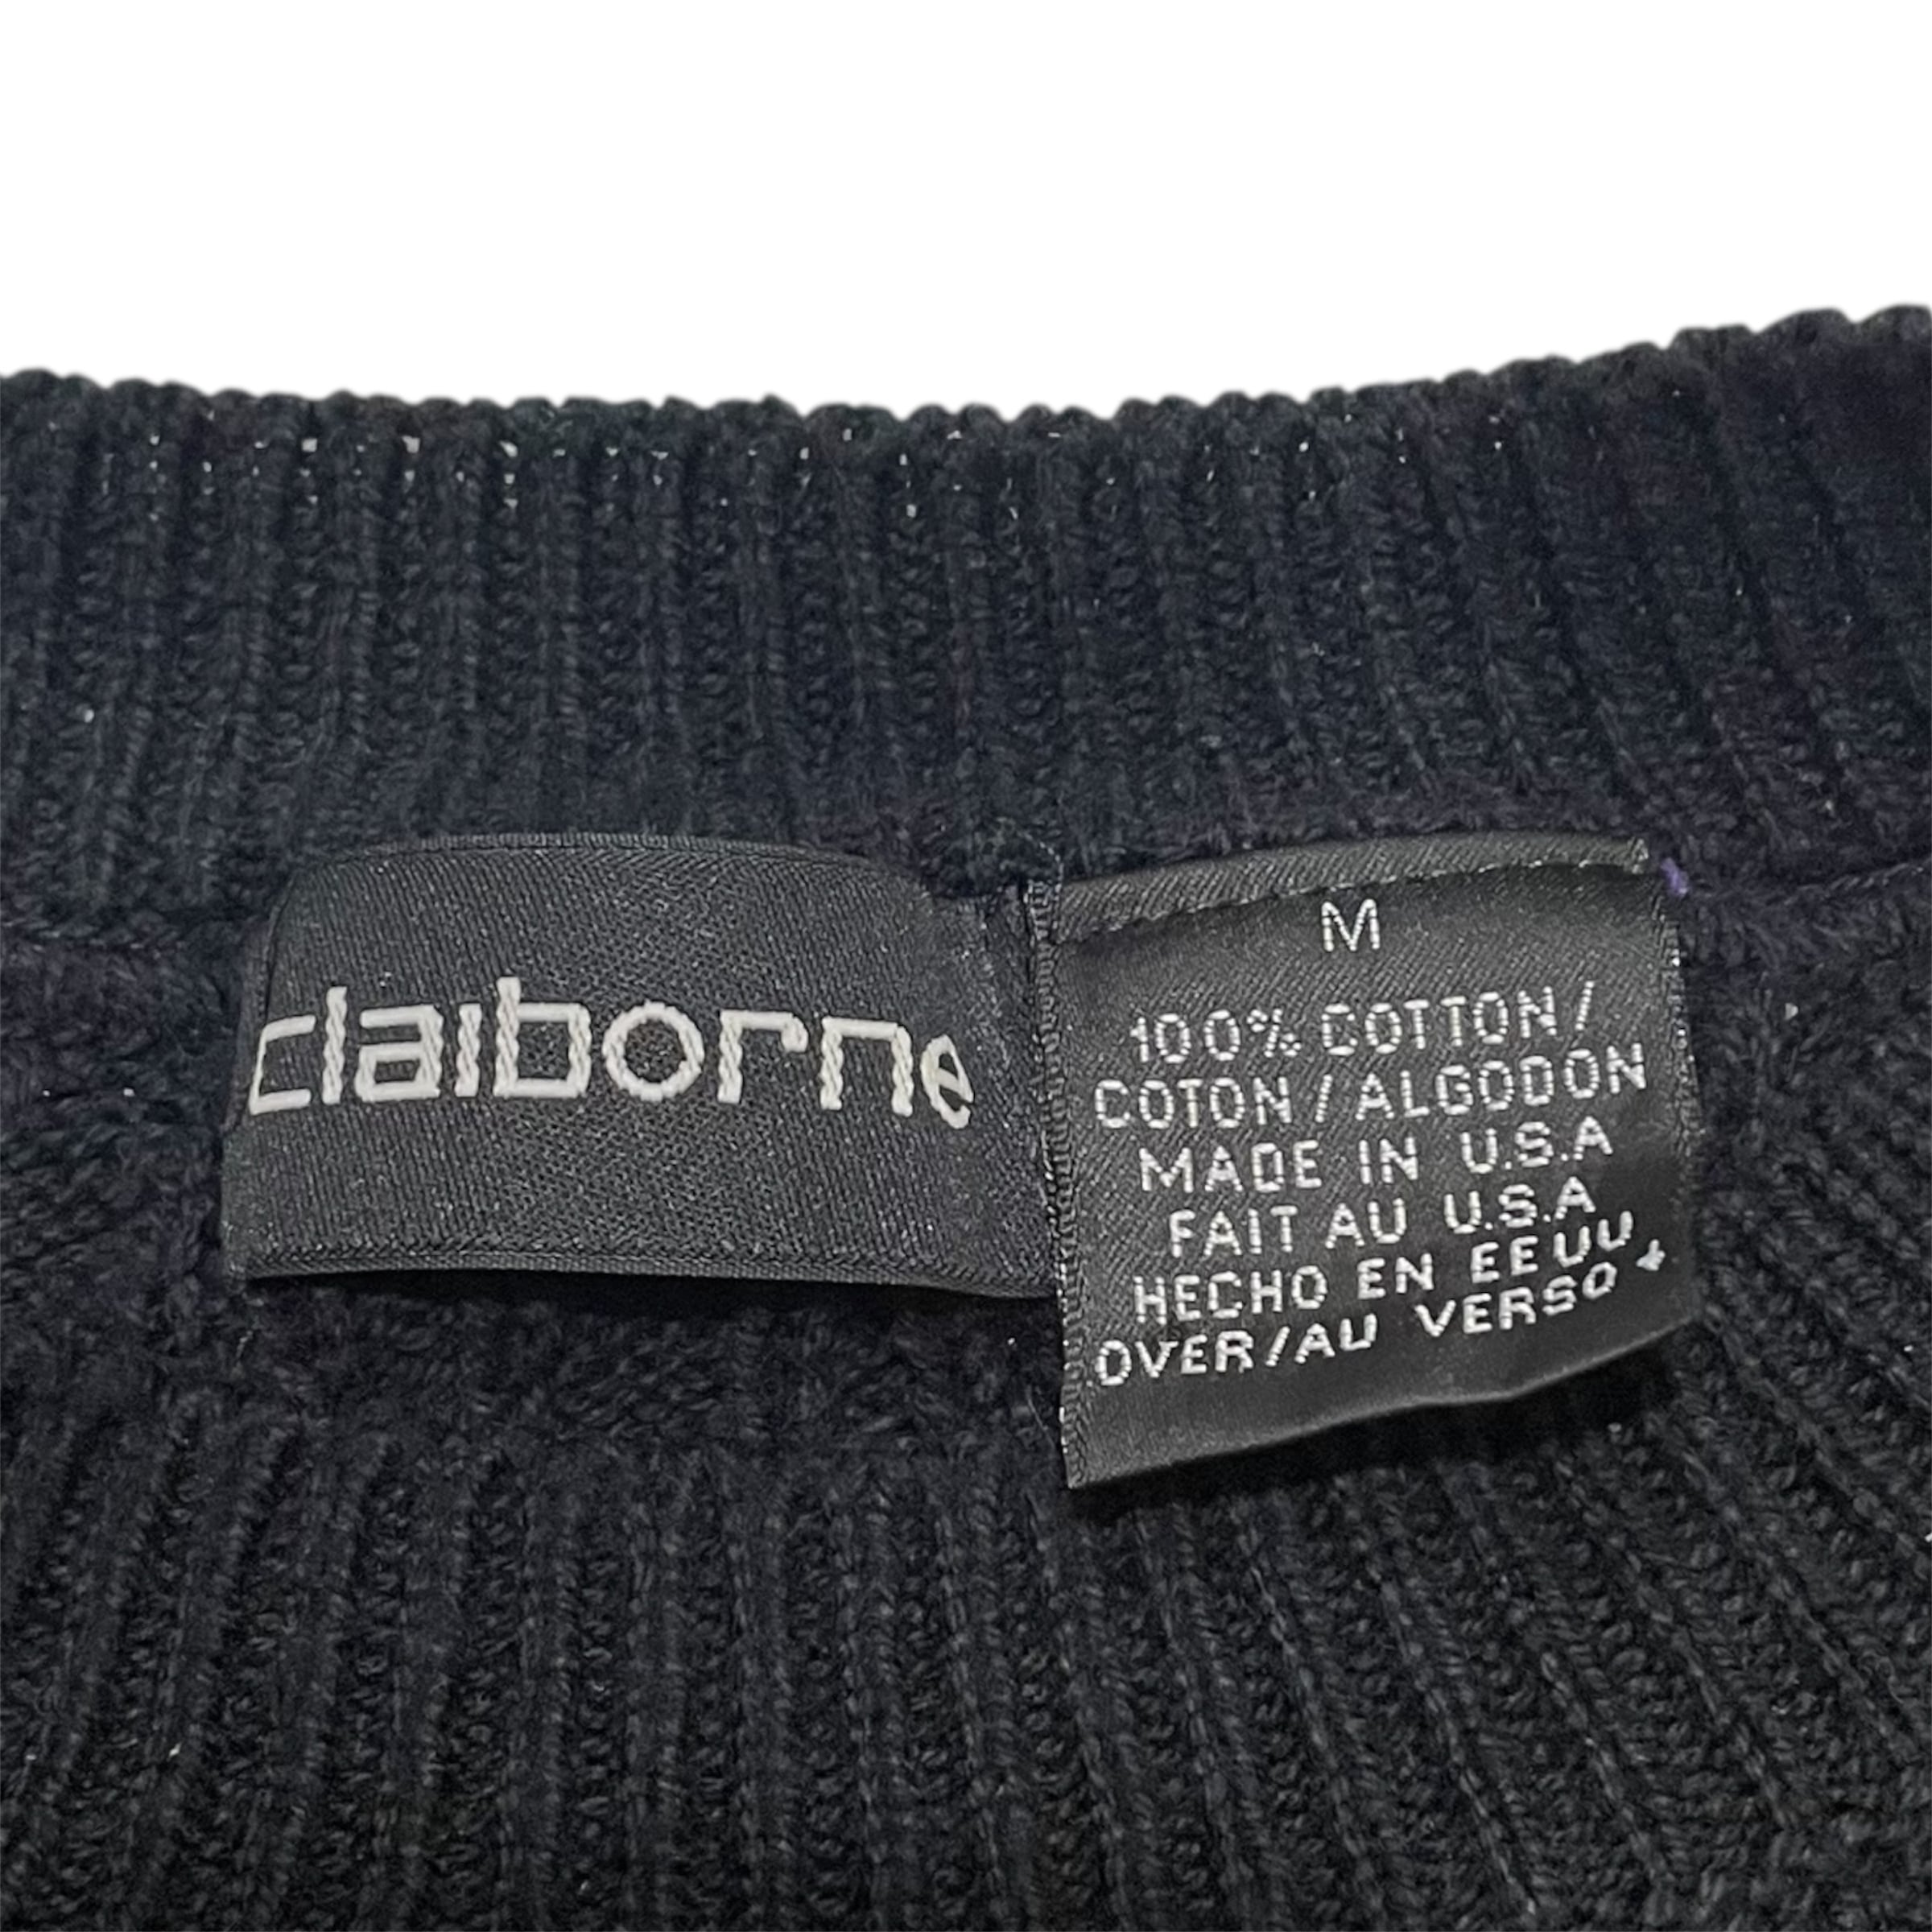 claiborne
M
100% COTTON /
COTON / ALGODON
MADE IN U.S.A
FAIT AU U.S.A
HECHO EN EE UU
OVER/AU VERSO